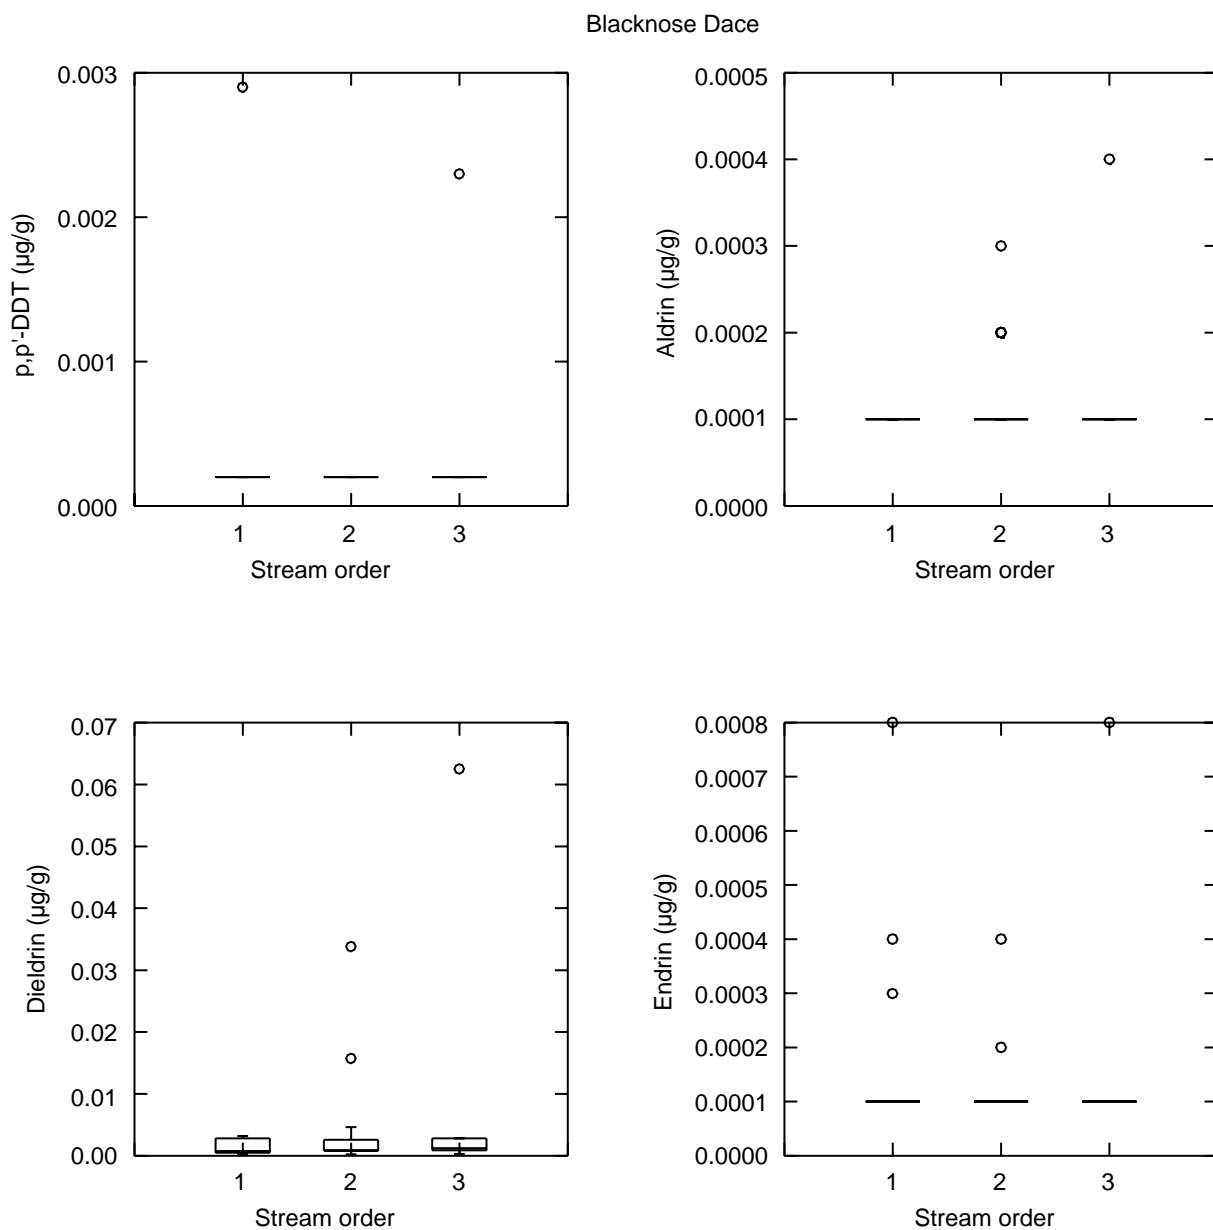 Blacknose Dace
p,p'-DDT (µg/g)
0.003
0.002
0.001
0.000
1 2 3
Stream order
Aldrin (µg/g)
0.0005
0.0004
0.0003
0.0002
0.0001
0.0000
1 2 3
Stream order
Dieldrin (µg/g)
0.07
0.06
0.05
0.04
0.03
0.02
0.01
0.00
1 2 3
Stream order
Endrin (µg/g)
0.0008
0.0007
0.0006
0.0005
0.0004
0.0003
0.0002
0.0001
0.0000
1 2 3
Stream order